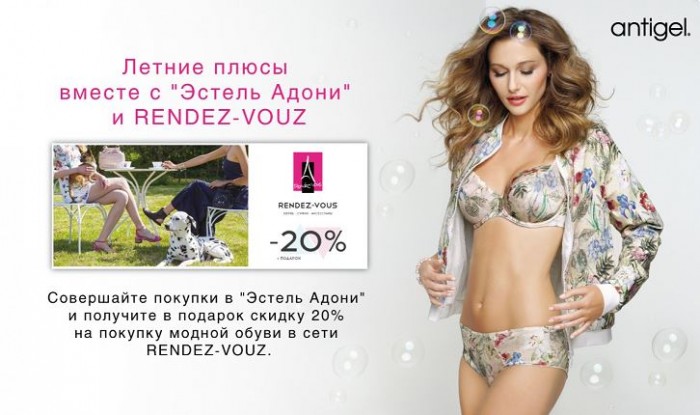 antigel.
Летние плюсы
вместе с "Эстель Адони"
и RENDEZ-VOUZ
RENDEZ-VOUS
-20%
Совершайте покупки в "Эстель Адони"
и получите в подарок скидку 20%
на покупку модной обуви в сети
RENDEZ-VOUZ.